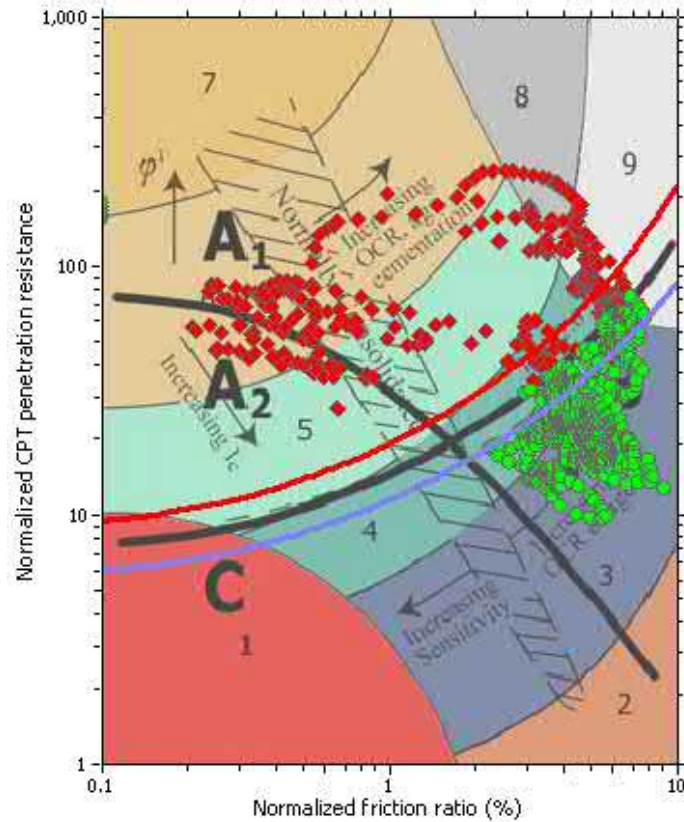 1,000
7
8
9
φ'
A1
Increasing
OCR, age
cementation
100
Normalized CPT penetration resistance
A2
Increasing Ic
5
10
4
3
C
Increasing
Sensitivity
1
2
1
0.1
1
10
Normalized friction ratio (%)